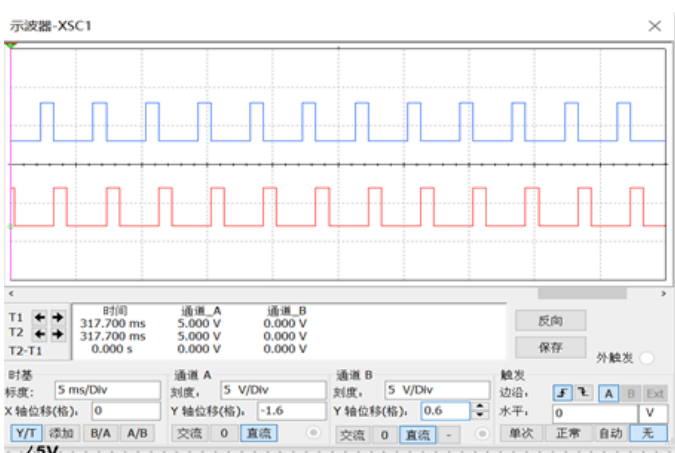 示波器-XSC1
时间 通道_A 通道_B
T1 317.700 ms 5.000 V 0.000 V
T2 317.700 ms 5.000 V 0.000 V
T2-T1 0.000 s 0.000 V 0.000 V
反向
保存
外触发
时基 通道 A 通道 B 触发
标度: 5 ms/Div 刻度: 5 V/Div 刻度: 5 V/Div 边沿: A B Ext
X 轴位移(格): 0 Y 轴位移(格): -1.6 Y 轴位移(格): 0.6 水平: 0 V
Y/T 添加 B/A A/B 交流 0 直流 交流 0 直流 - 单次 正常 自动 无
/5V